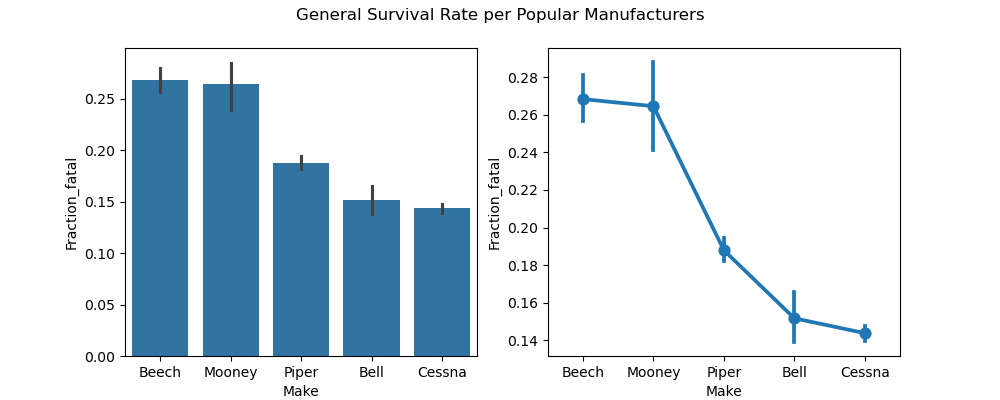 General Survival Rate per Popular Manufacturers
Fraction_fatal
0.25
0.20
0.15
0.10
0.05
0.00
Beech Mooney Piper Bell Cessna
Make
Fraction_fatal
0.28
0.26
0.24
0.22
0.20
0.18
0.16
0.14
Beech Mooney Piper Bell Cessna
Make